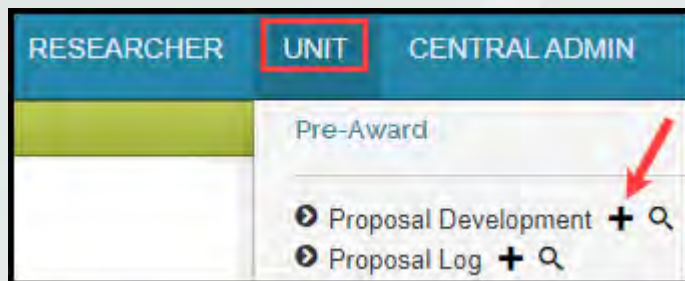 RESEARCHER UNIT CENTRAL ADMIN
Pre-Award
Proposal Development
Proposal Log